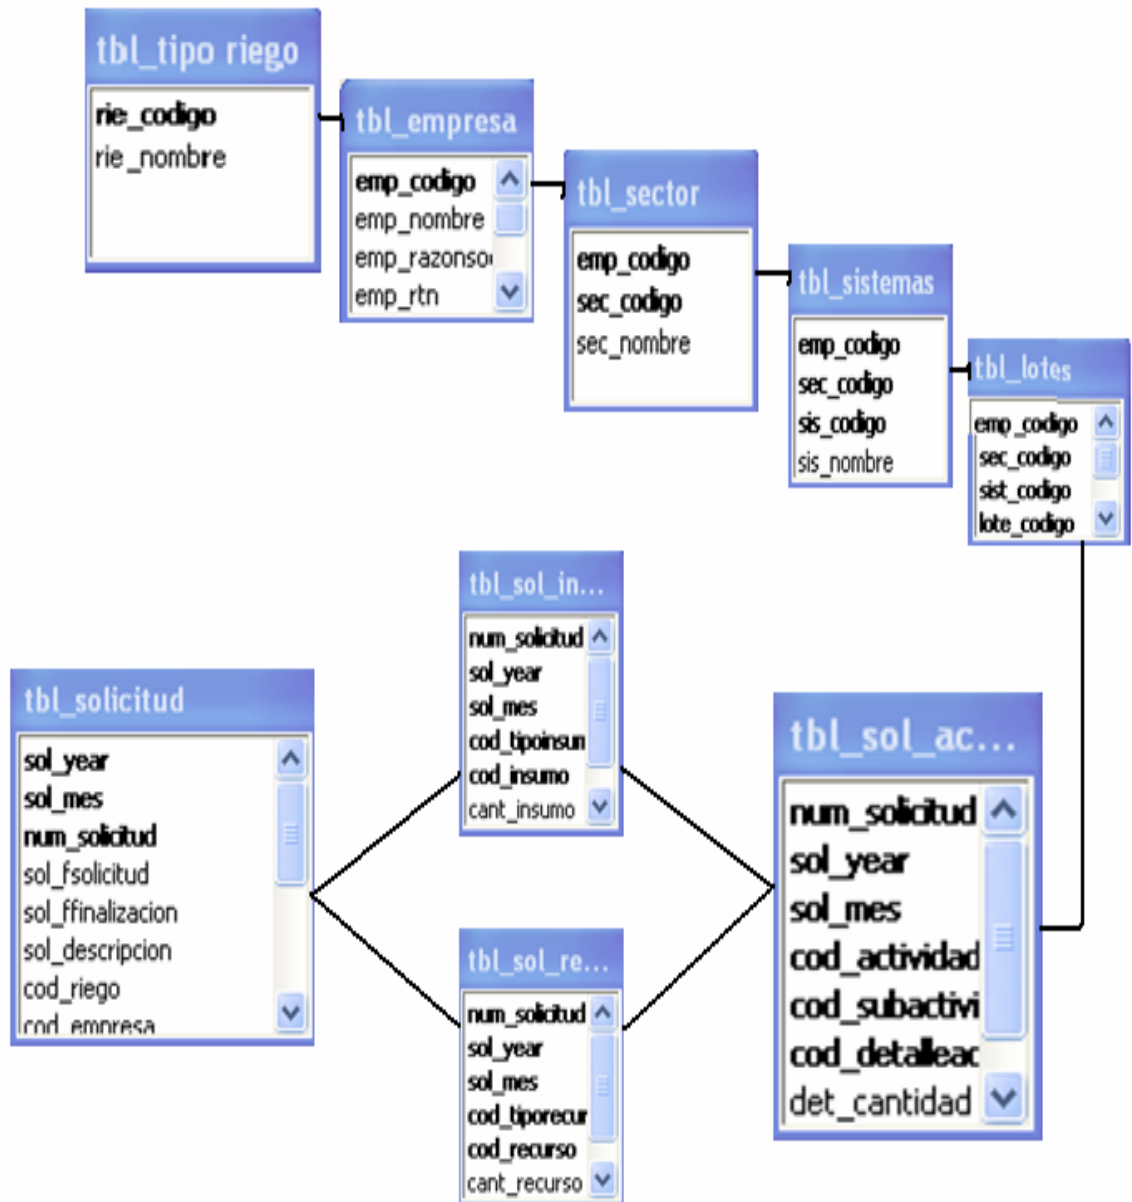 tbl_tipo riego
rie_codigo
rie_nombre
tbl_empresa
emp_codigo
emp_nombre
emp_razonso
emp_rtn
tbl_sector
emp_codigo
sec_codigo
sec_nombre
tbl_sistemas
emp_codigo
sec_codigo
sis_codigo
sis_nombre
tbl_lotes
emp_codigo
sec_codigo
sist_codigo
lote_codigo
tbl_solicitud
sol_year
sol_mes
num_solicitud
sol_fsolicitud
sol_ffinalizacion
sol_descripcion
cod_riego
cod_empresa
tbl_sol_in...
num_solicitud
sol_year
sol_mes
cod_tipoinsun
cod_insumo
cant_insumo
tbl_sol_re...
num_solicitud
sol_year
sol_mes
cod_tiporecur
cod_recurso
cant_recurso
tbl_sol_ac...
num_solicitud
sol_year
sol_mes
cod_actividad
cod_subactivi
cod_detalleac
det_cantidad